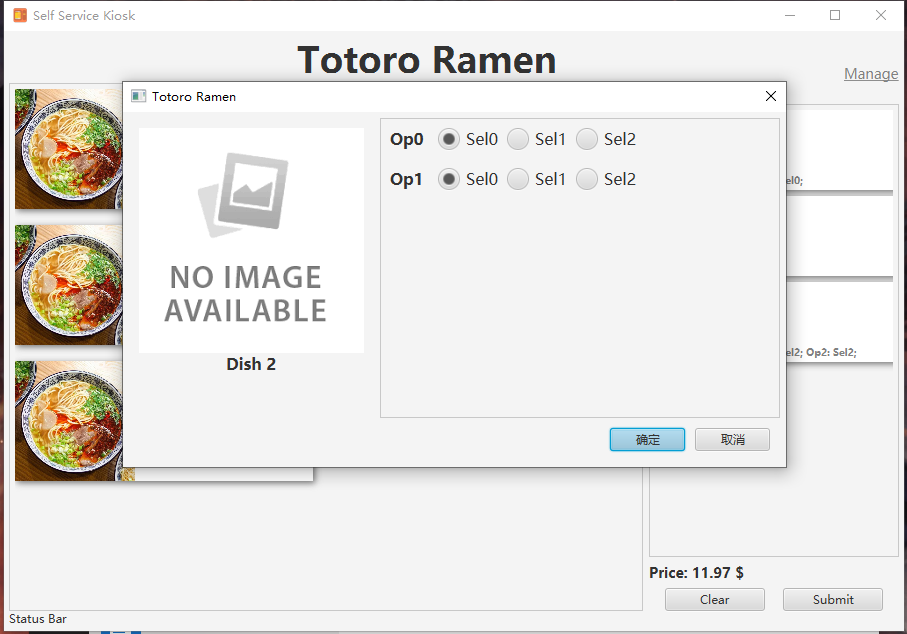 Self Service Kiosk
Totoro Ramen
Manage
Totoro Ramen
NO IMAGE
AVAILABLE
Dish 2
Op0 Sel0 Sel1 Sel2
Op1 Sel0 Sel1 Sel2
确定 取消
el0;
el2; Op2: Sel2;
Price: 11.97 $
Clear Submit
Status Bar